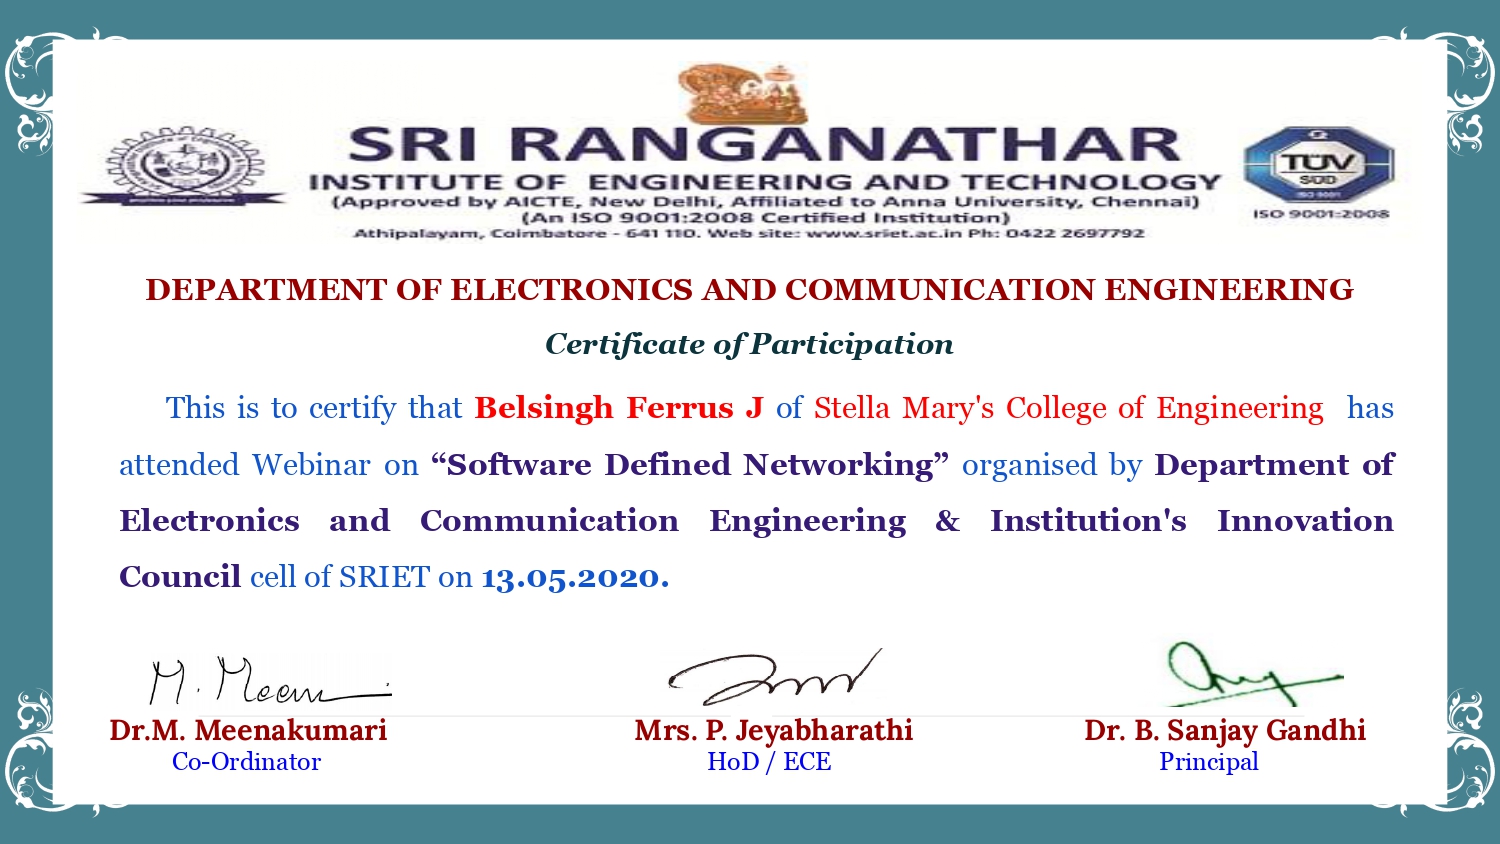 SRI RANGANATHAR
INSTITUTE OF ENGINEERING AND TECHNOLOGY
(Approved by AICTE, New Delhi, Affiliated to Anna University, Chennai)
(An ISO 9001:2008 Certified Institution)
Athipalayam, Coimbatore - 641 110. Web site: www.sriet.ac.in Ph: 0422 2697792
TÜV
SÜD
ISO 9001
ISO 9001:2008
DEPARTMENT OF ELECTRONICS AND COMMUNICATION ENGINEERING
Certificate of Participation
This is to certify that Belsingh Ferrus J of Stella Mary's College of Engineering has
attended Webinar on “Software Defined Networking” organised by Department of
Electronics and Communication Engineering & Institution's Innovation
Council cell of SRIET on 13.05.2020.
M. Meena
Dr.M. Meenakumari
Co-Ordinator
Mrs. P. Jeyabharathi
HoD / ECE
Dr. B. Sanjay Gandhi
Principal